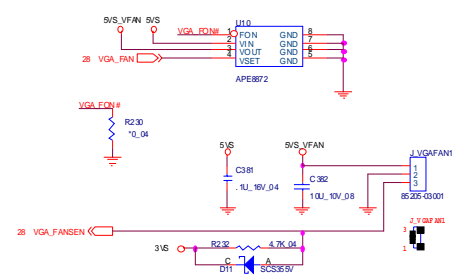 5VS_VFAN 5VS
U10
VGA_FON# 1 FON GND 8
2 VIN GND 7
3 VOUT GND 6
28 VGA_FAN 4 VSET GND 5
APE8872
VGA_FON#
R230
*0_04
5VS
5VS_VFAN
J_VGAFAN1
C381
.1U_16V_04
C382
10U_10V_08
1
2
3
85205-03001
28 VGA_FANSEN
J_VGAFAN1
3
1
3VS
R232 4.7K_04
C A
D11 SCS355V